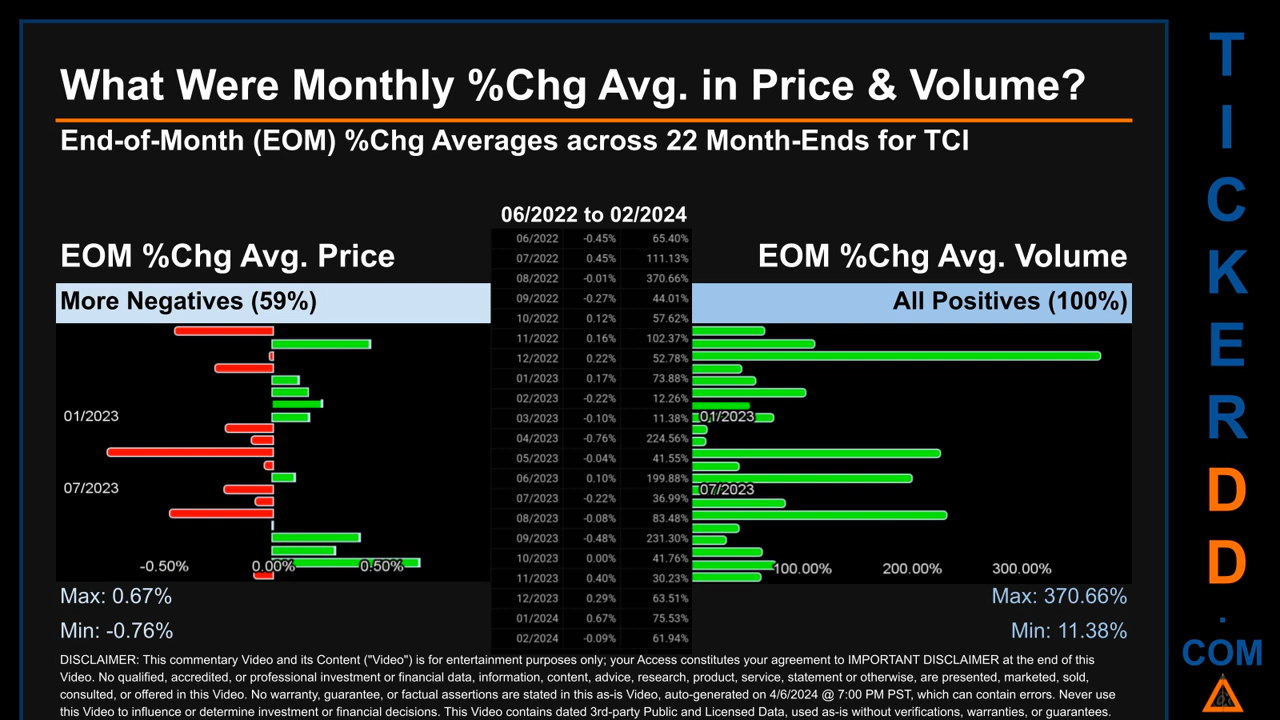 What Were Monthly %Chg Avg. in Price & Volume?
End-of-Month (EOM) %Chg Averages across 22 Month-Ends for TCI
06/2022 to 02/2024
EOM %Chg Avg. Price
EOM %Chg Avg. Volume
More Negatives (59%)
All Positives (100%)
06/2022 -0.45% 65.40%
07/2022 0.45% 111.13%
08/2022 -0.01% 370.66%
09/2022 -0.27% 44.01%
10/2022 0.12% 57.62%
11/2022 0.16% 102.37%
12/2022 0.22% 52.78%
01/2023 0.17% 73.88%
02/2023 -0.22% 12.26%
03/2023 -0.10% 11.38%
04/2023 -0.76% 224.56%
05/2023 -0.04% 41.55%
06/2023 0.10% 199.88%
07/2023 -0.22% 36.99%
08/2023 -0.08% 83.48%
09/2023 -0.48% 231.30%
10/2023 0.00% 41.76%
11/2023 0.40% 30.23%
12/2023 0.29% 63.51%
01/2024 0.67% 75.53%
02/2024 -0.09% 61.94%
01/2023
07/2023
-0.50% 0.00% 0.50%
01/2023
07/2023
100.00% 200.00% 300.00%
Max: 0.67%
Min: -0.76%
Max: 370.66%
Min: 11.38%
DISCLAIMER: This commentary Video and its Content ("Video") is for entertainment purposes only; your Access constitutes your agreement to IMPORTANT DISCLAIMER at the end of this
Video. No qualified, accredited, or professional investment or financial data, information, content, advice, research, product, service, statement or otherwise, are presented, marketed, sold,
consulted, or offered in this Video. No warranty, guarantee, or factual assertions are stated in this as-is Video, auto-generated on 4/6/2024 @ 7:00 PM PST, which can contain errors. Never use
this Video to influence or determine investment or financial decisions. This Video contains dated 3rd-party Public and Licensed Data, used as-is without verifications, warranties, or guarantees.
T
I
C
K
E
R
D
D
.
COM